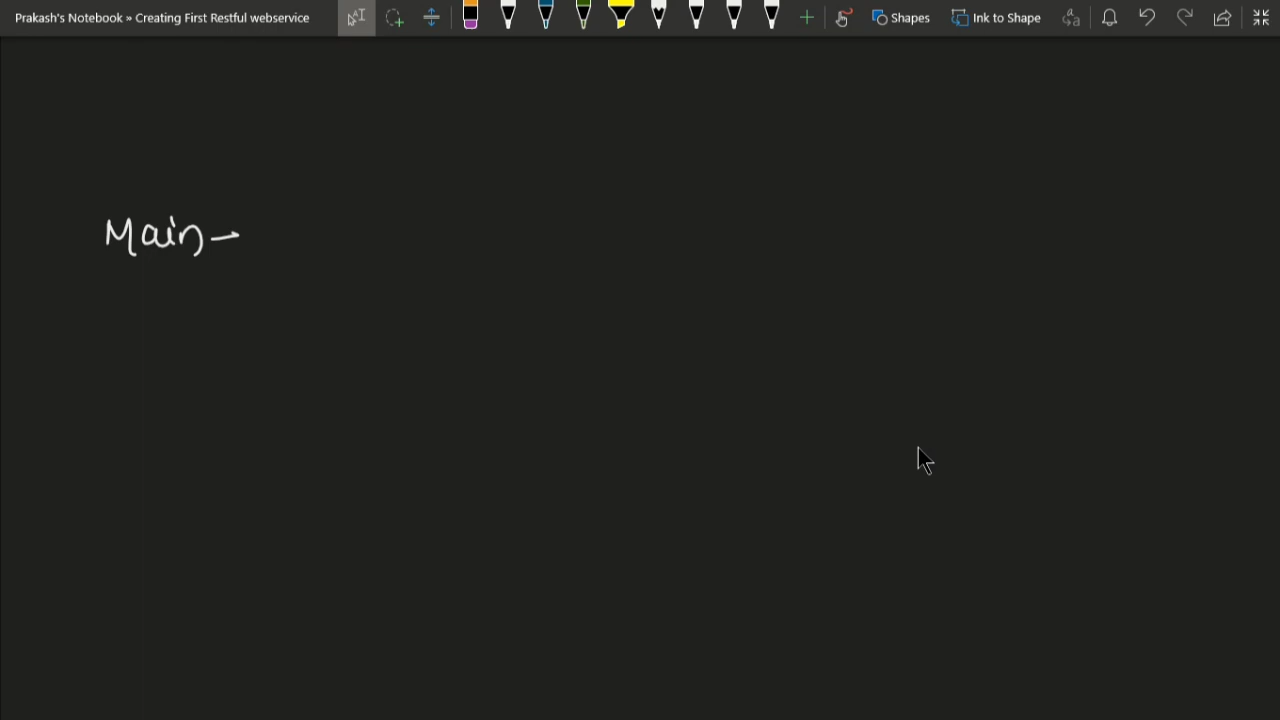 Prakash's Notebook » Creating First Restful webservice
Shapes
Ink to Shape
Main-